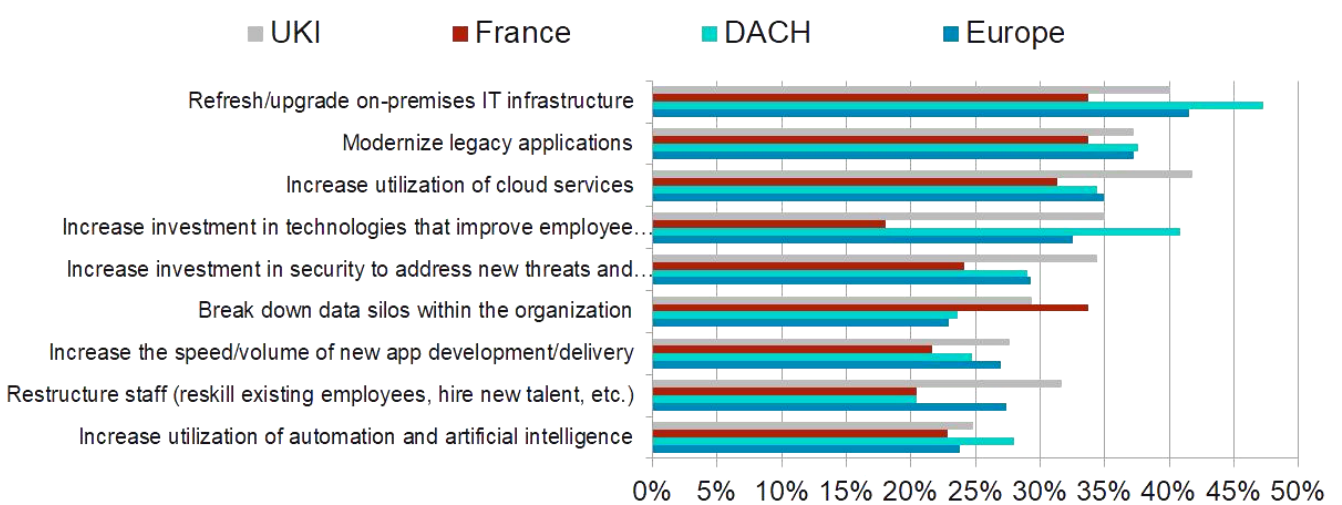 UKI France DACH Europe
Refresh/upgrade on-premises IT infrastructure
Modernize legacy applications
Increase utilization of cloud services
Increase investment in technologies that improve employee…
Increase investment in security to address new threats and…
Break down data silos within the organization
Increase the speed/volume of new app development/delivery
Restructure staff (reskill existing employees, hire new talent, etc.)
Increase utilization of automation and artificial intelligence
0% 5% 10% 15% 20% 25% 30% 35% 40% 45% 50%